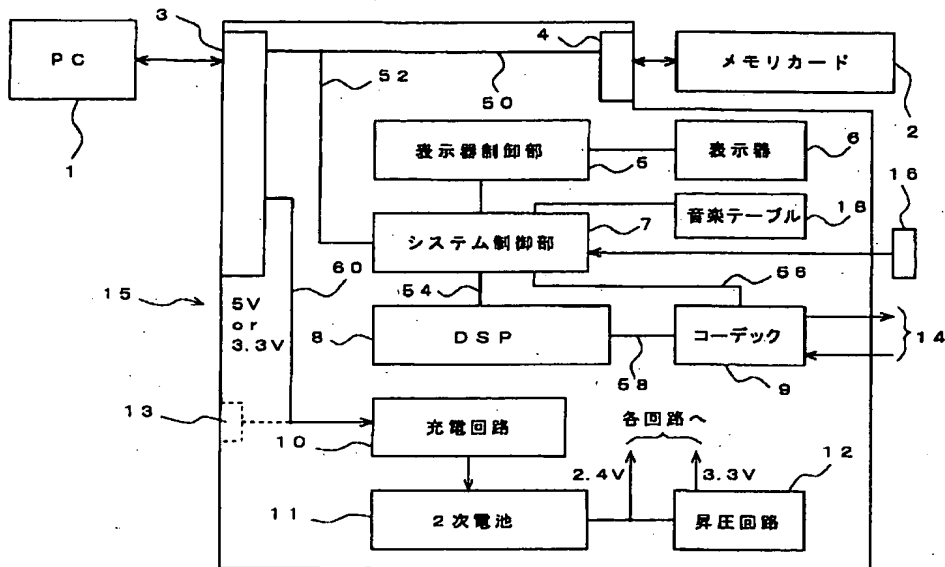 3
4
PC
メモリカード
52
50
1
2
表示器制御部
表示器
5
6
16
音楽テーブル
7
18
システム制御部
60
54
56
15
5V
or
3.3V
8
DSP
コーデック
14
58
9
13
充電回路
各回路へ
10
12
2.4V
3.3V
11
2次電池
昇圧回路